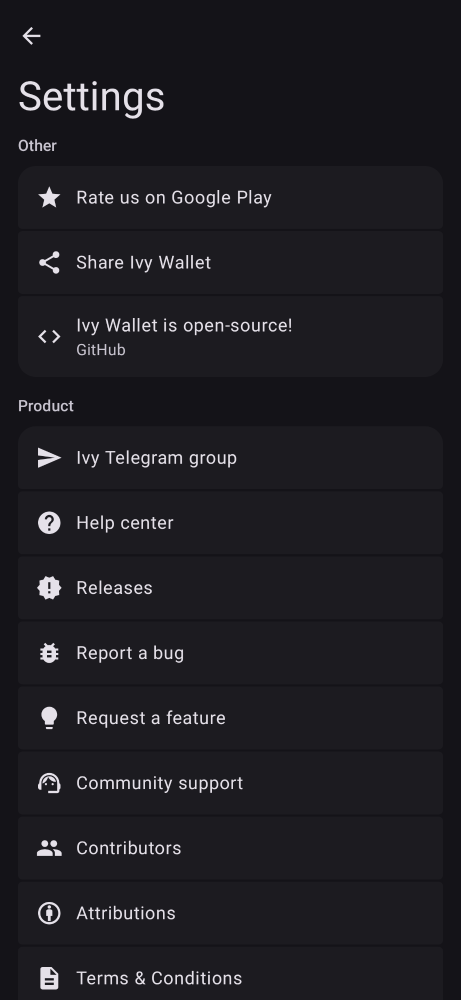 Settings
Other
Rate us on Google Play
Share Ivy Wallet
Ivy Wallet is open-source!
GitHub
Product
Ivy Telegram group
Help center
Releases
Report a bug
Request a feature
Community support
Contributors
Attributions
Terms & Conditions